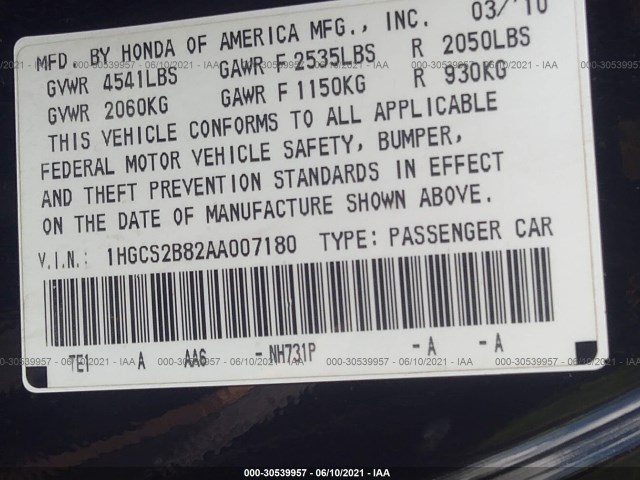 MFD. BY HONDA OF AMERICA MFG., INC. 03/'10
GVWR 4541LBS GAWR F 2535LBS R 2050LBS
GVWR 2060KG GAWR F 1150KG R 930KG
THIS VEHICLE CONFORMS TO ALL APPLICABLE
FEDERAL MOTOR VEHICLE SAFETY, BUMPER,
AND THEFT PREVENTION STANDARDS IN EFFECT
ON THE DATE OF MANUFACTURE SHOWN ABOVE.
V.I.N.: 1HGCS2B82AA007180 TYPE: PASSENGER CAR
TE1 A AA6 - NH731P - A - A
000-30539957 - 06/10/2021 - IAA